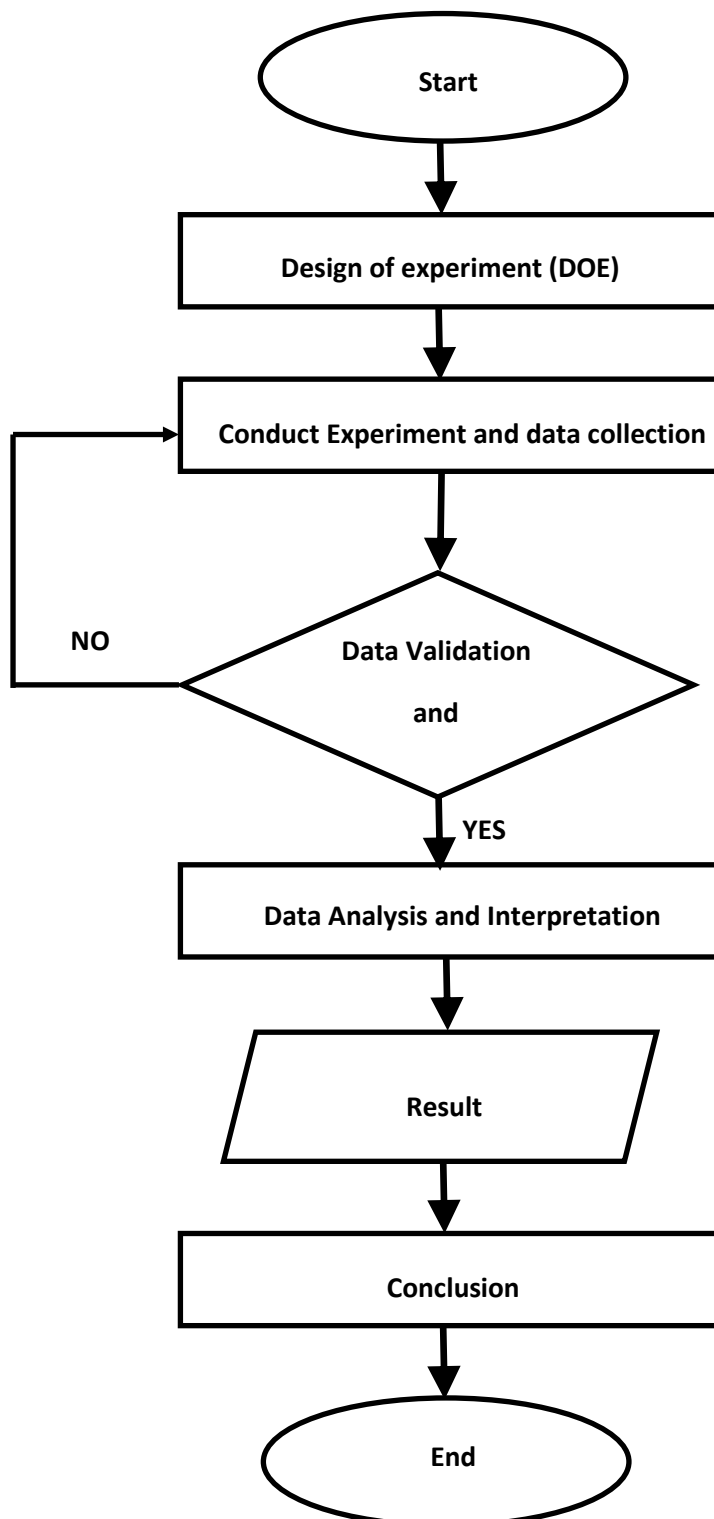 Start
Design of experiment (DOE)
Conduct Experiment and data collection
NO
Data Validation
and
YES
Data Analysis and Interpretation
Result
Conclusion
End